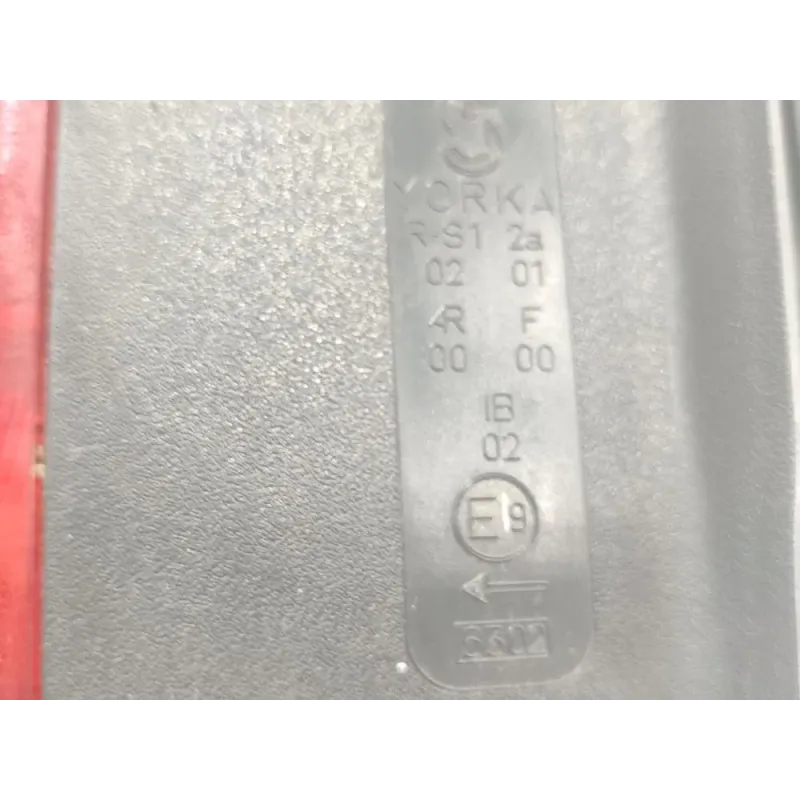 YORKA
R-S1 2a
02 01
R F
00 00
IB
02
E9